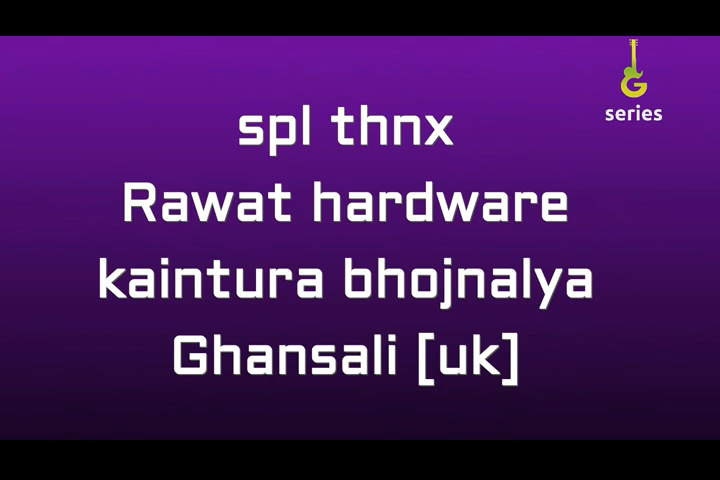 G
series
spl thnx
Rawat hardware
kaintura bhojnalya
Ghansali [uk]